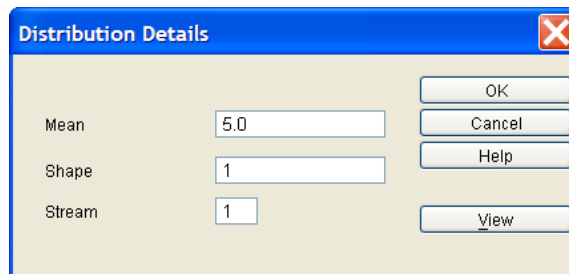 Distribution Details
OK
Mean 5.0 Cancel
Help
Shape 1
Stream 1
View